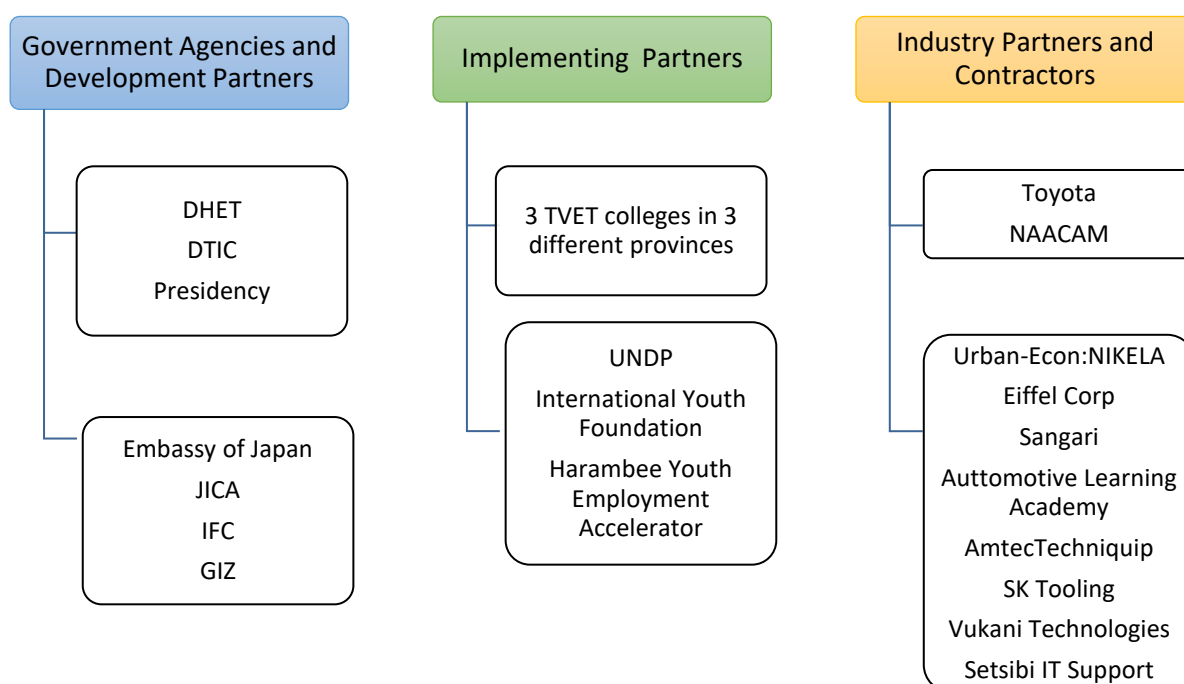 Government Agencies and
Development Partners
DHET
DTIC
Presidency
Embassy of Japan
JICA
IFC
GIZ
Implementing Partners
3 TVET colleges in 3
different provinces
UNDP
International Youth
Foundation
Harambee Youth
Employment
Accelerator
Industry Partners and
Contractors
Toyota
NAACAM
Urban-Econ:NIKELA
Eiffel Corp
Sangari
Auttomotive Learning
Academy
AmtecTechniquip
SK Tooling
Vukani Technologies
Setsibi IT Support